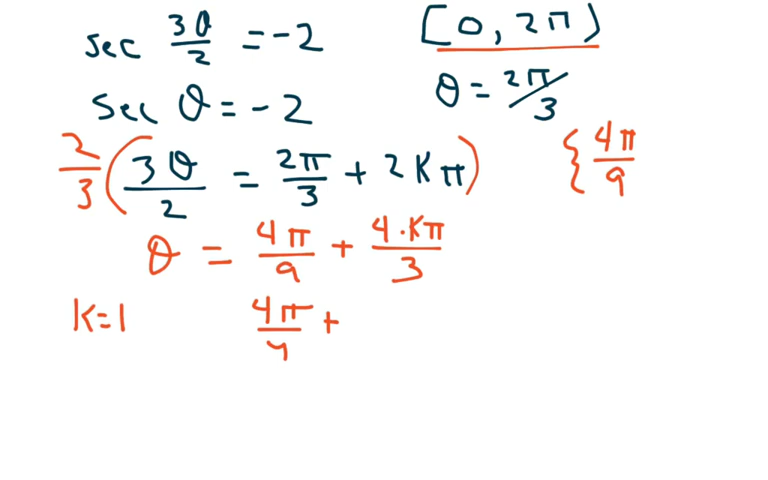 sec 3θ/2 = -2 [0, 2π)
sec θ = -2 θ = 2π/3
2/3 (3θ/2 = 2π/3 + 2Kπ) {4π/9
θ = 4π/9 + 4·Kπ/3
K=1 4π/9 +